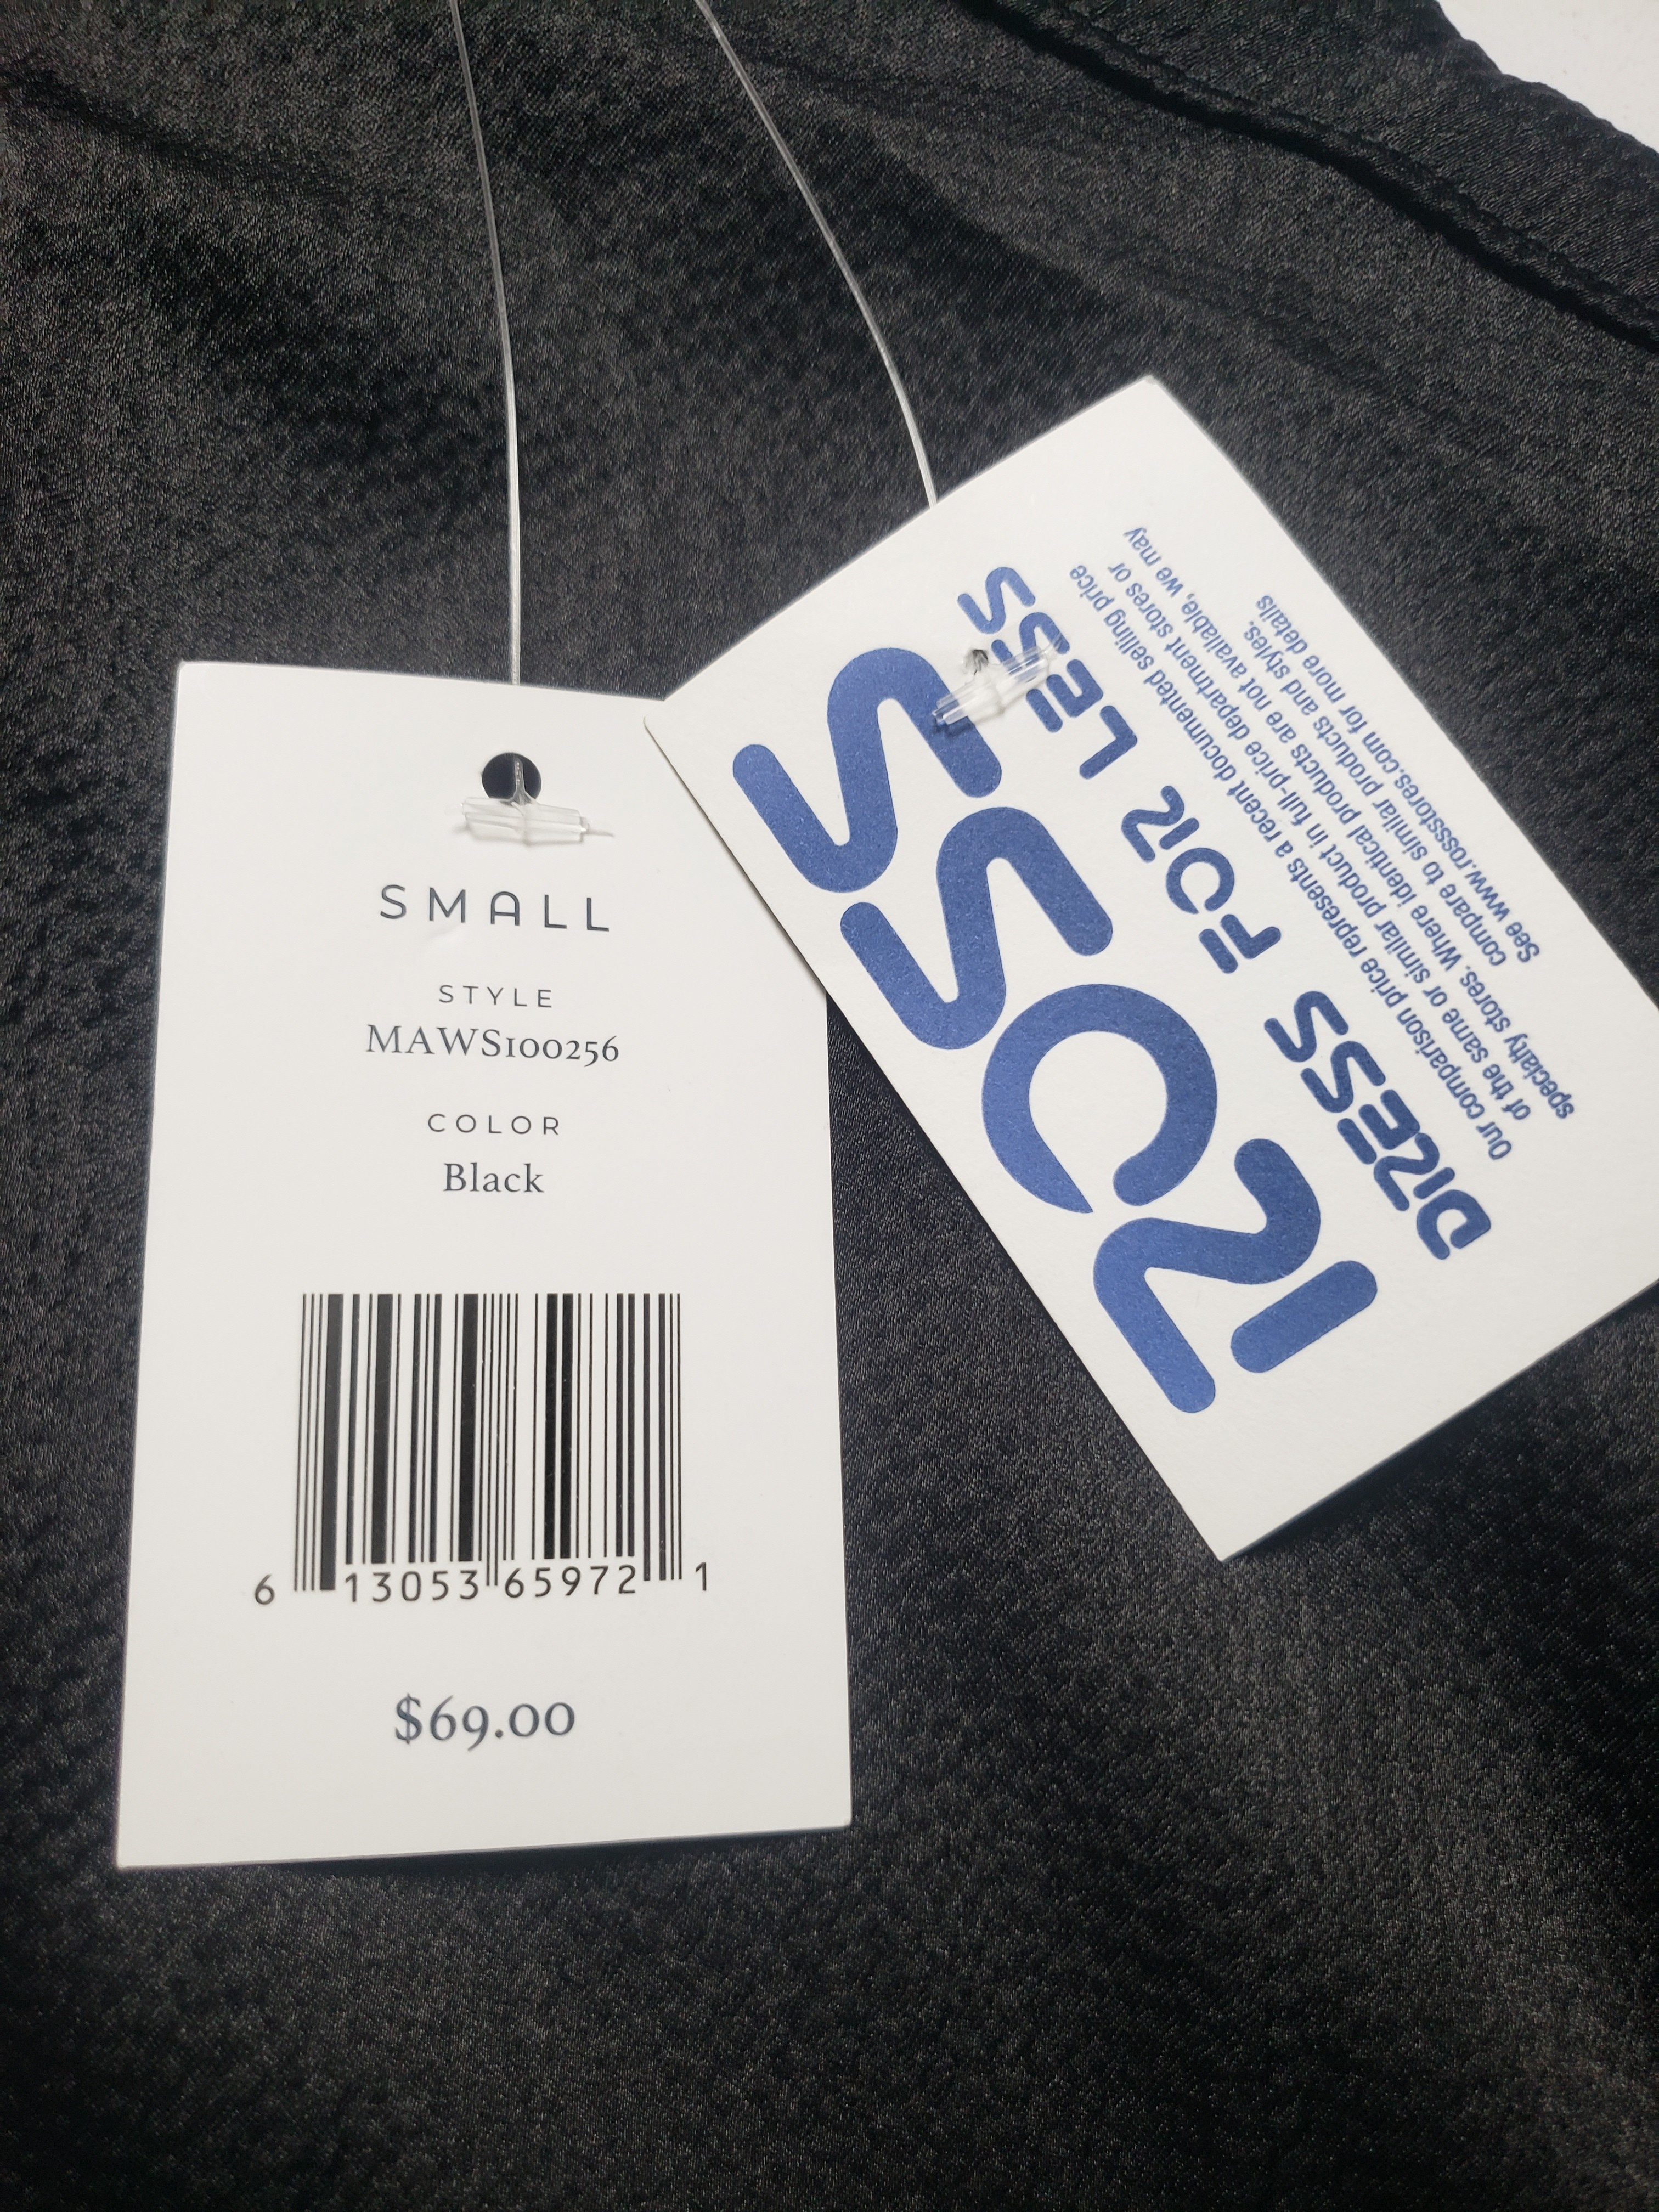 SMALL
STYLE
MAWS100256
COLOR
Black
6 13053 65972 1
$69.00
ROSS
DRESS FOR LESS
Our comparison price represents a recent documented selling price
of the same or similar product in full-price department stores or
specialty stores. Where identical products are not available, we may
compare to similar products and styles.
See www.rossstores.com for more details